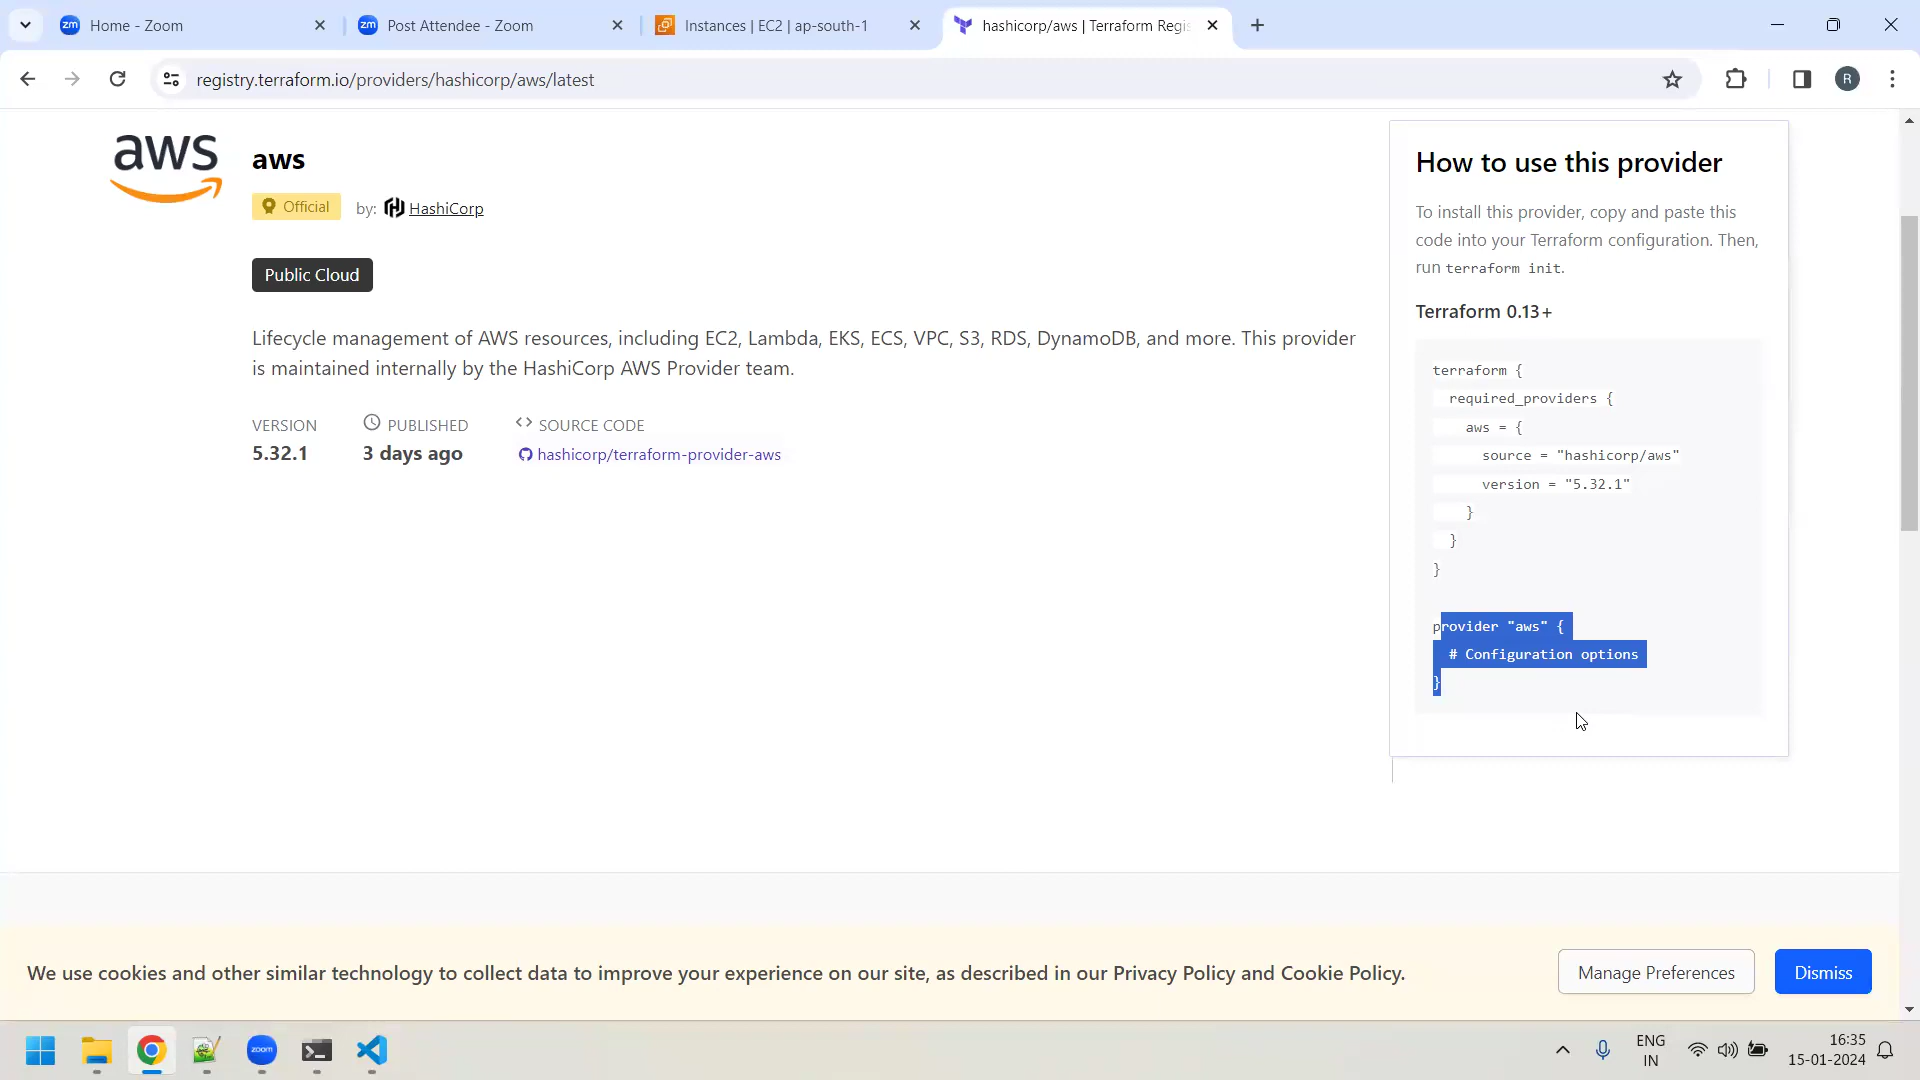 Home - Zoom
Post Attendee - Zoom
Instances | EC2 | ap-south-1
hashicorp/aws | Terraform Regis
registry.terraform.io/providers/hashicorp/aws/latest
R
aws
aws
Official
by: HashiCorp
Public Cloud
Lifecycle management of AWS resources, including EC2, Lambda, EKS, ECS, VPC, S3, RDS, DynamoDB, and more. This provider
is maintained internally by the HashiCorp AWS Provider team.
VERSION
5.32.1
PUBLISHED
3 days ago
SOURCE CODE
hashicorp/terraform-provider-aws
How to use this provider
To install this provider, copy and paste this
code into your Terraform configuration. Then,
run terraform init.
Terraform 0.13+
terraform {
required_providers {
aws = {
source = "hashicorp/aws"
version = "5.32.1"
}
}
}
provider "aws" {
# Configuration options
}
We use cookies and other similar technology to collect data to improve your experience on our site, as described in our Privacy Policy and Cookie Policy.
Manage Preferences
Dismiss
zoom
ENG
IN
16:35
15-01-2024